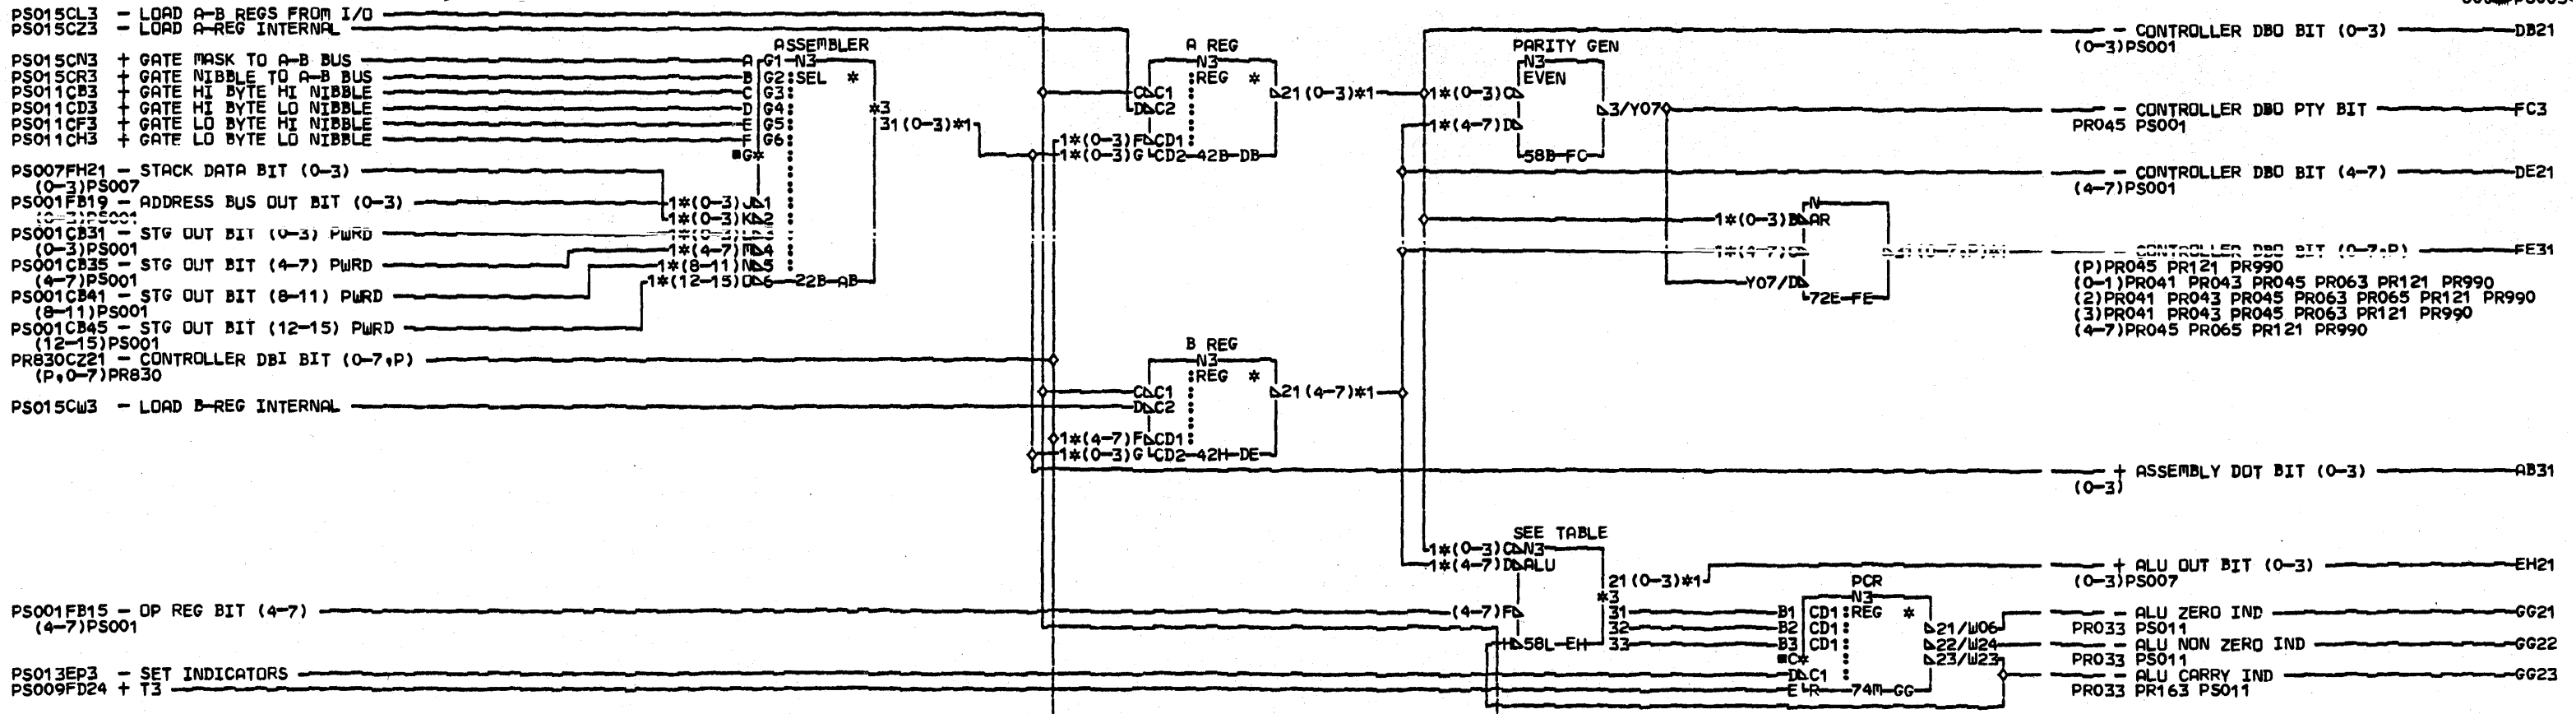 PS015CL3 - LOAD A-B REGS FROM I/O
PS015CZ3 - LOAD A-REG INTERNAL
PS015CN3 + GATE MASK TO A-B BUS
PS015CR3 + GATE NIBBLE TO A-B BUS
PS011CB3 + GATE HI BYTE HI NIBBLE
PS011CD3 + GATE HI BYTE LO NIBBLE
PS011CF3 + GATE LO BYTE HI NIBBLE
PS011CH3 + GATE LO BYTE LO NIBBLE
PS007FH21 - STACK DATA BIT (0-3)
(0-3)PS007
PS001FB19 - ADDRESS BUS OUT BIT (0-3)
(0-3)PS001
PS001CB31 - STG OUT BIT (0-3) PWRD
(0-3)PS001
PS001CB35 - STG OUT BIT (4-7) PWRD
(4-7)PS001
PS001CB41 - STG OUT BIT (8-11) PWRD
(8-11)PS001
PS001CB45 - STG OUT BIT (12-15) PWRD
(12-15)PS001
PR830CZ21 - CONTROLLER DBI BIT (0-7,P)
(P,0-7)PR830
PS015CW3 - LOAD B-REG INTERNAL
PS001FB15 - OP REG BIT (4-7)
(4-7)PS001
PS013EP3 - SET INDICATORS
PS009FD24 + T3
ASSEMBLER
A G1 N3
B G2 SEL *
C G3
D G4
E G5
F G6
■G*
*3
31(0-3)*1
1*(0-3)J 1
1*(0-3)K 2
1*(4-7)M 4
1*(8-11)N 5
1*(12-15)O 6 22B AB
A REG
N3
REG *
C C1
D C2
21(0-3)*1
1*(0-3)F CD1
1*(0-3)G CD2 42B DB
B REG
N3
REG *
C C1
D C2
21(4-7)*1
1*(4-7)F CD1
1*(0-3)G CD2 42H DE
PARITY GEN
N3
EVEN
1*(0-3)C
3/Y07
1*(4-7)D
58B FC
N
1*(0-3)B AR
Y07/D
72E FE
SEE TABLE
1*(0-3)C N3
1*(4-7)D ALU
21(0-3)*1
*3
(4-7)F
31
32
33
H 58L EH
PCR
N3
B1 CD1 REG *
B2 CD1
B3 CD1
■C*
D C1
E R 74M GG
21/W06
22/W24
23/W23
- CONTROLLER DBO BIT (0-3) DB21
(0-3)PS001
- CONTROLLER DBO PTY BIT FC3
PR045 PS001
- CONTROLLER DBO BIT (4-7) DE21
(4-7)PS001
- CONTROLLER DBO BIT (0-7,P) FE31
(P)PR045 PR121 PR990
(0-1)PR041 PR043 PR045 PR063 PR121 PR990
(2)PR041 PR043 PR045 PR063 PR065 PR121 PR990
(3)PR041 PR043 PR045 PR063 PR121 PR990
(4-7)PR045 PR065 PR121 PR990
+ ASSEMBLY DOT BIT (0-3) AB31
(0-3)
+ ALU OUT BIT (0-3) EH21
(0-3)PS007
- ALU ZERO IND GG21
PR033 PS011
- ALU NON ZERO IND GG22
PR033 PS011
- ALU CARRY IND GG23
PR033 PR163 PS011